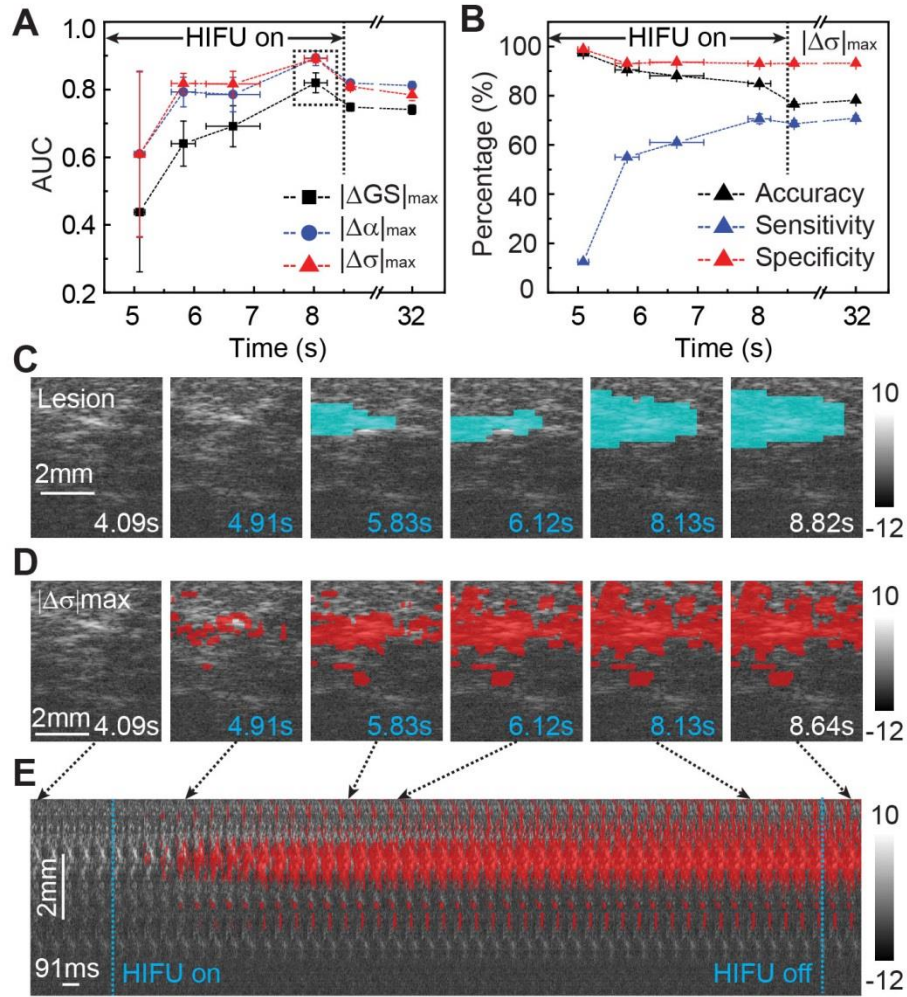 A
HIFU on
AUC
1.0
0.8
0.6
0.4
0.2
|ΔGS|max
|Δα|max
|Δσ|max
5 6 7 8 32
Time (s)
B
HIFU on
|Δσ|max
Percentage (%)
100
80
60
40
20
0
Accuracy
Sensitivity
Specificity
5 6 7 8 32
Time (s)
C
Lesion
2mm
4.09s 4.91s 5.83s 6.12s 8.13s 8.82s
10
-12
D
|Δσ|max
2mm
4.09s 4.91s 5.83s 6.12s 8.13s 8.64s
10
-12
E
2mm
91ms
HIFU on
HIFU off
10
-12